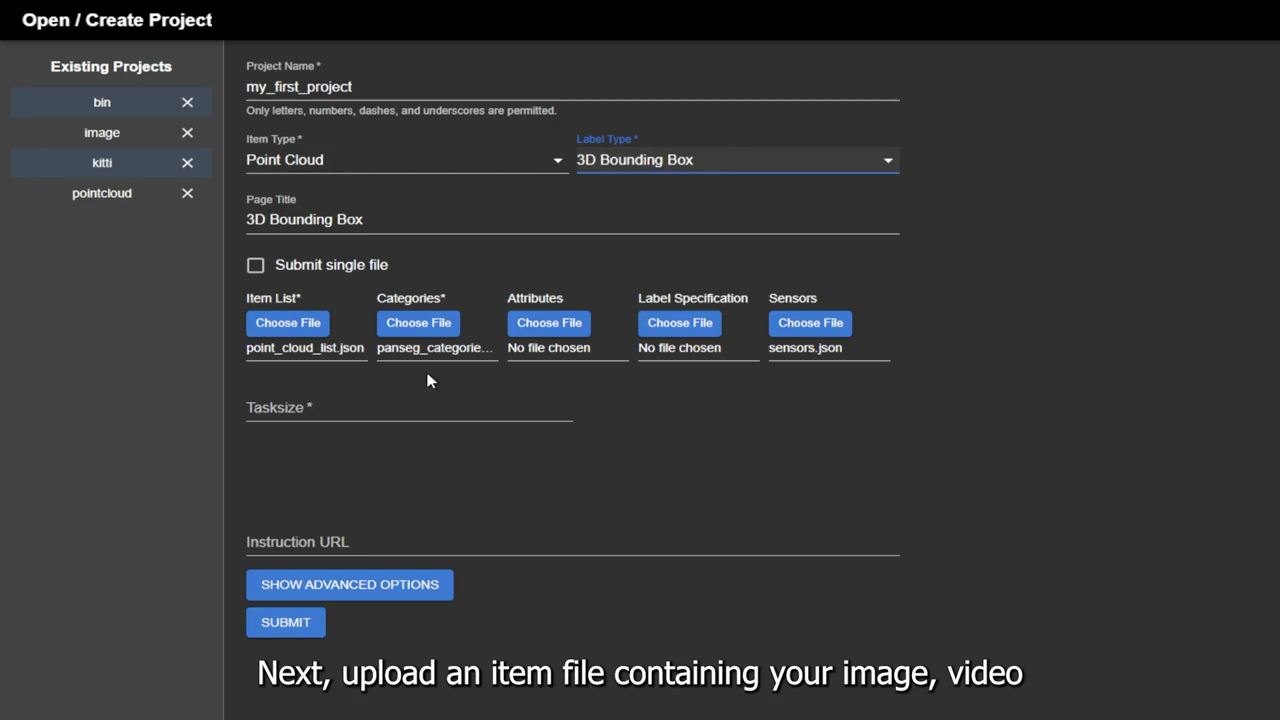 Open / Create Project
Existing Projects
bin
image
kitti
pointcloud
Project Name *
my_first_project
Only letters, numbers, dashes, and underscores are permitted.
Item Type * Label Type *
Point Cloud 3D Bounding Box
Page Title
3D Bounding Box
Submit single file
Item List* Categories* Attributes Label Specification Sensors
Choose File Choose File Choose File Choose File Choose File
point_cloud_list.json panseg_categorie... No file chosen No file chosen sensors.json
Tasksize *
Instruction URL
SHOW ADVANCED OPTIONS
SUBMIT
Next, upload an item file containing your image, video